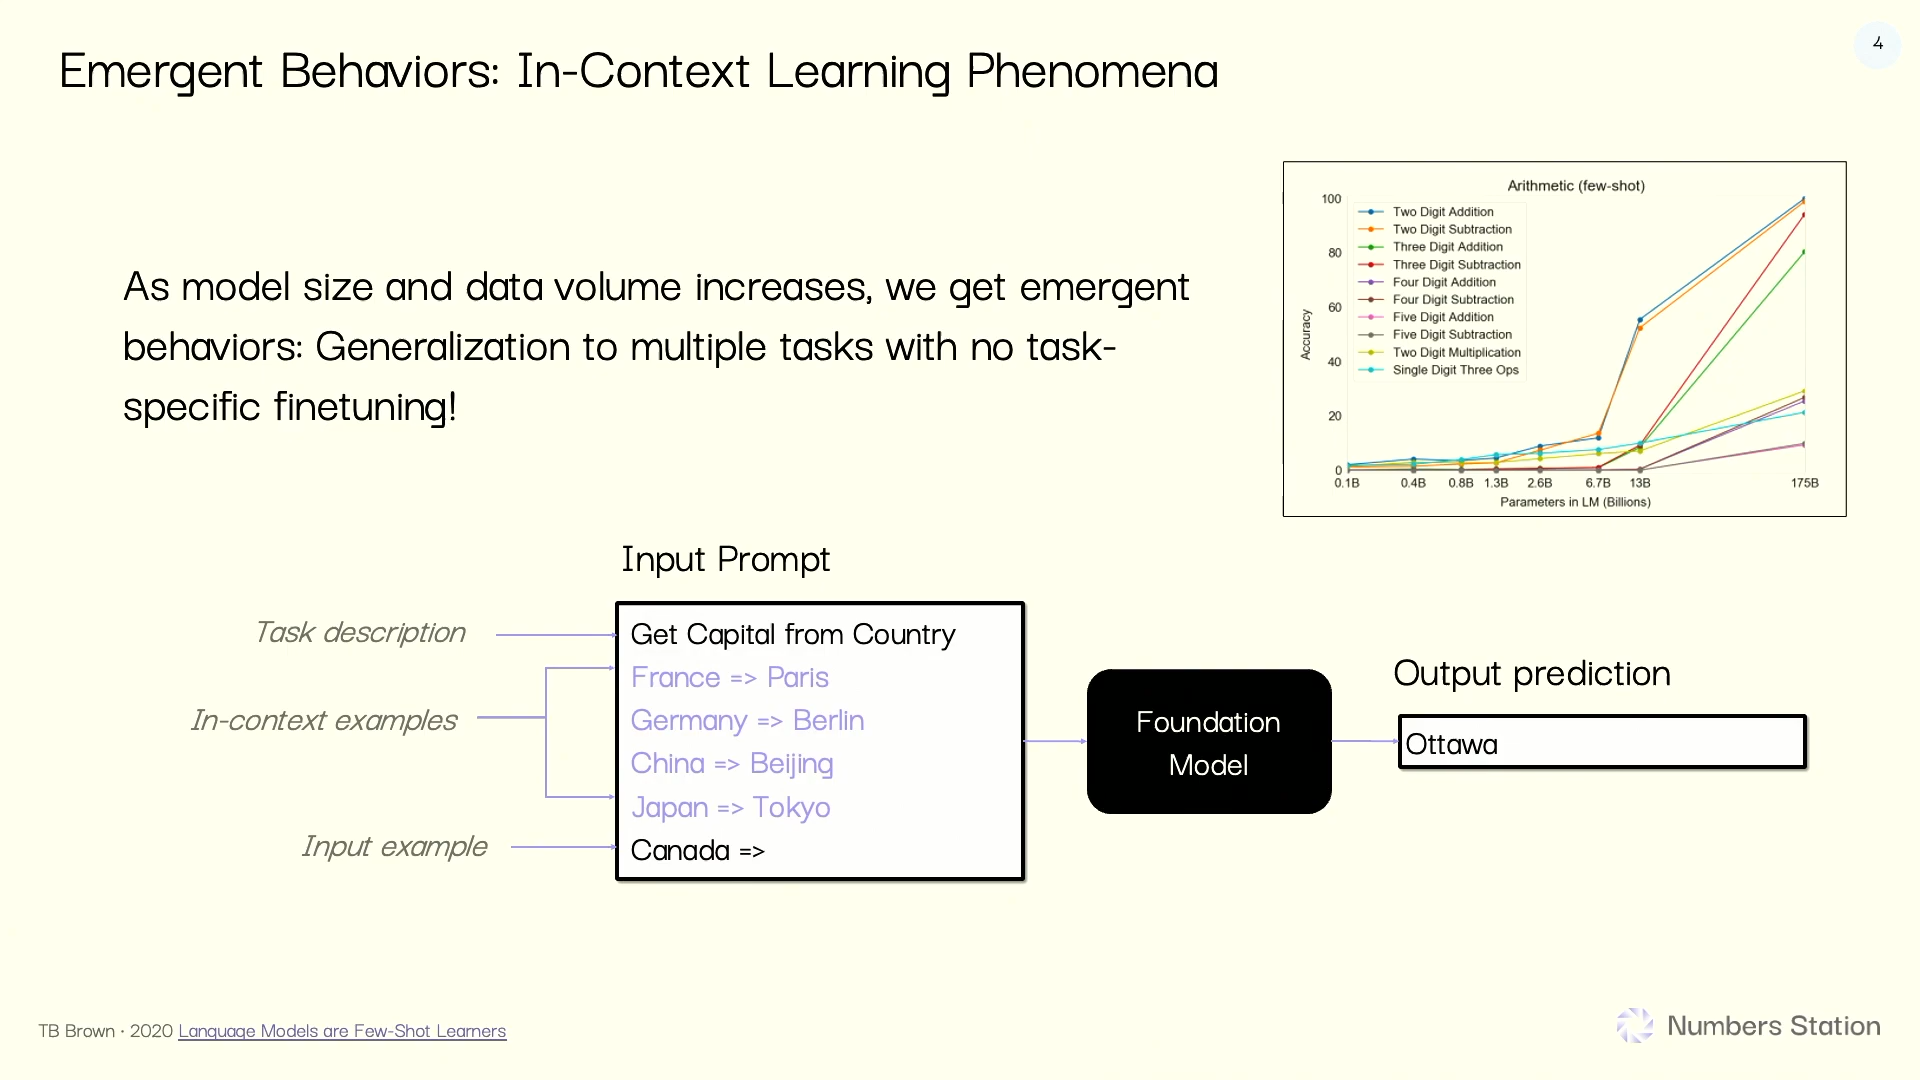 4
Emergent Behaviors: In-Context Learning Phenomena
As model size and data volume increases, we get emergent
behaviors: Generalization to multiple tasks with no task-
specific finetuning!
Arithmetic (few-shot)
Accuracy
100
80
60
40
20
0
Two Digit Addition
Two Digit Subtraction
Three Digit Addition
Three Digit Subtraction
Four Digit Addition
Four Digit Subtraction
Five Digit Addition
Five Digit Subtraction
Two Digit Multiplication
Single Digit Three Ops
0.1B 0.4B 0.8B 1.3B 2.6B 6.7B 13B 175B
Parameters in LM (Billions)
Input Prompt
Task description
In-context examples
Input example
Get Capital from Country
France => Paris
Germany => Berlin
China => Beijing
Japan => Tokyo
Canada =>
Foundation
Model
Output prediction
Ottawa
TB Brown · 2020 Language Models are Few-Shot Learners
Numbers Station